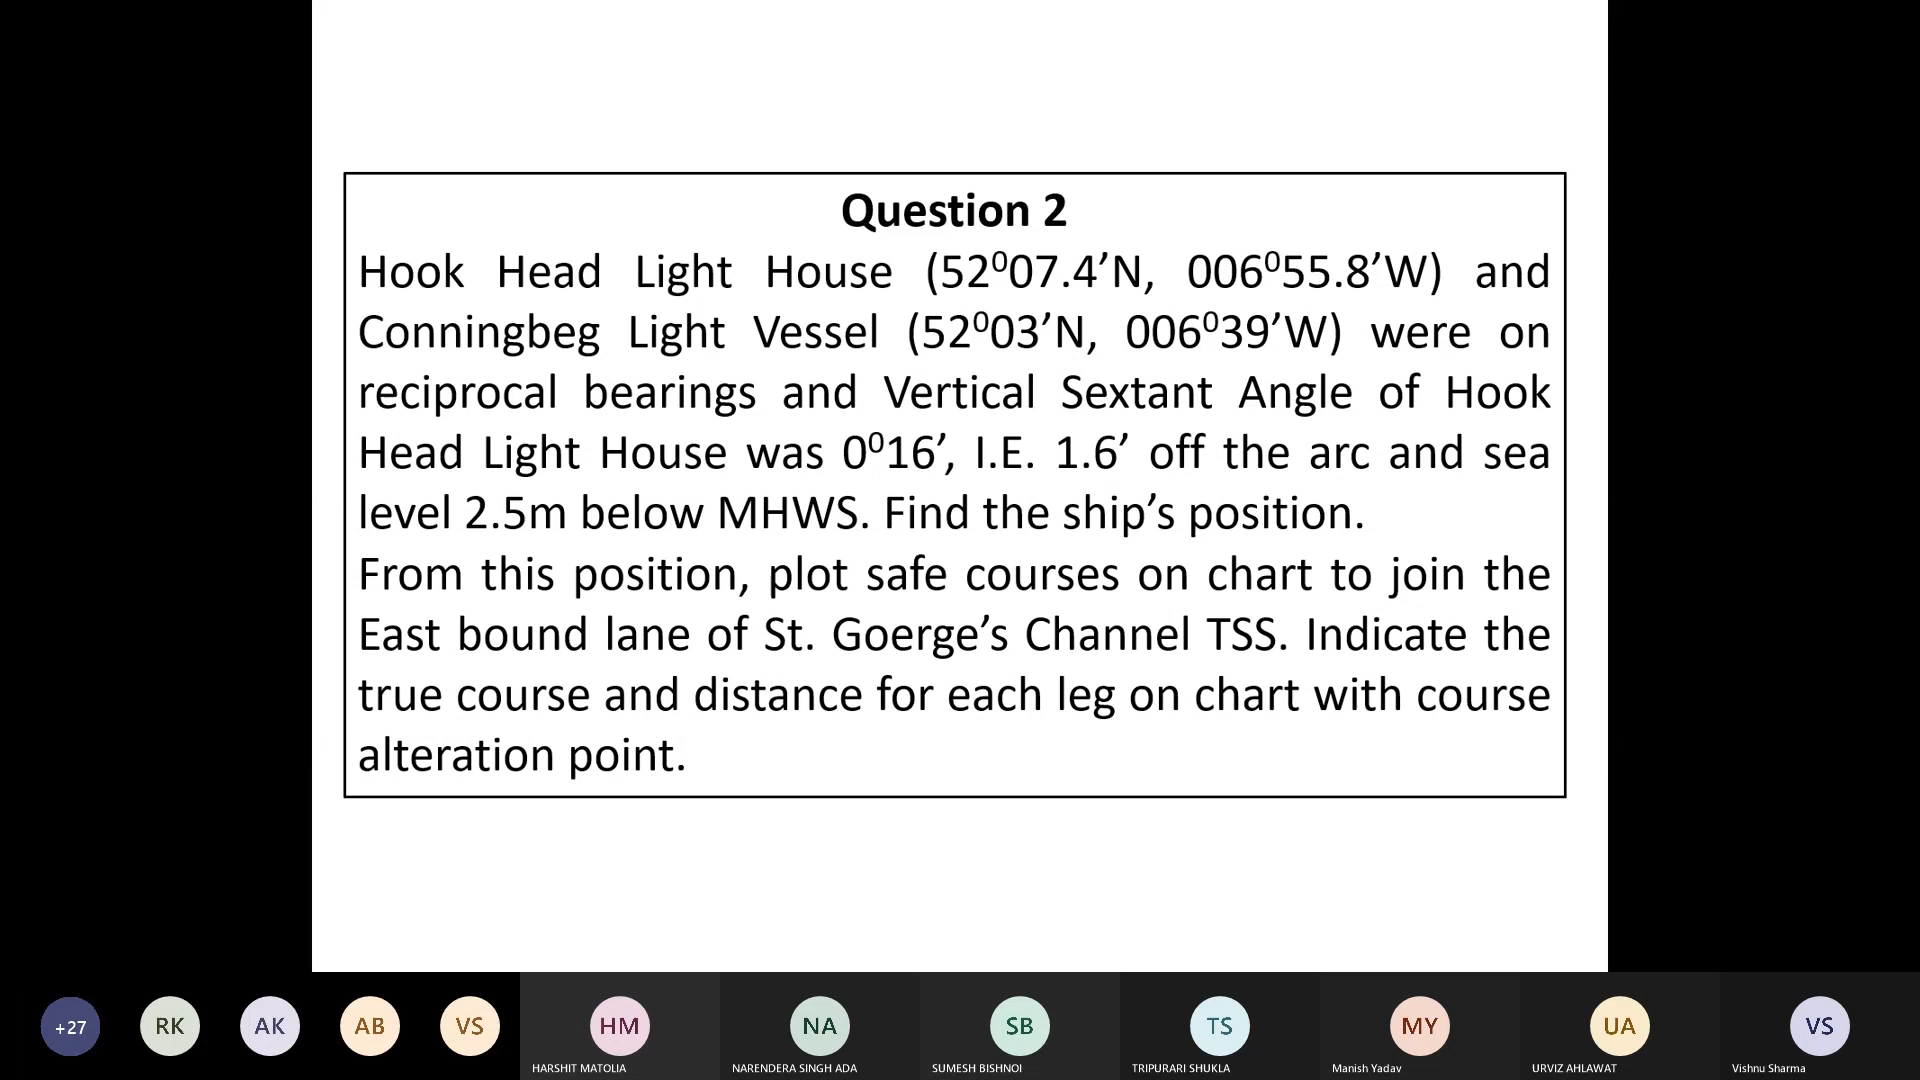 Question 2
Hook Head Light House (52⁰07.4’N, 006⁰55.8’W) and
Conningbeg Light Vessel (52⁰03’N, 006⁰39’W) were on
reciprocal bearings and Vertical Sextant Angle of Hook
Head Light House was 0⁰16’, I.E. 1.6’ off the arc and sea
level 2.5m below MHWS. Find the ship’s position.
From this position, plot safe courses on chart to join the
East bound lane of St. Goerge’s Channel TSS. Indicate the
true course and distance for each leg on chart with course
alteration point.
+27 RK AK AB VS HM NA SB TS MY UA VS
HARSHIT MATOLIA NARENDERA SINGH ADA SUMESH BISHNOI TRIPURARI SHUKLA Manish Yadav URVIZ AHLAWAT Vishnu Sharma